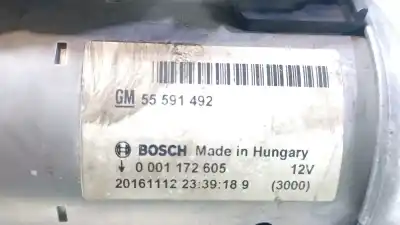 GM 55 591 492
BOSCH Made in Hungary
0 001 172 605 12V
20161112 23:39:18 9 (3000)